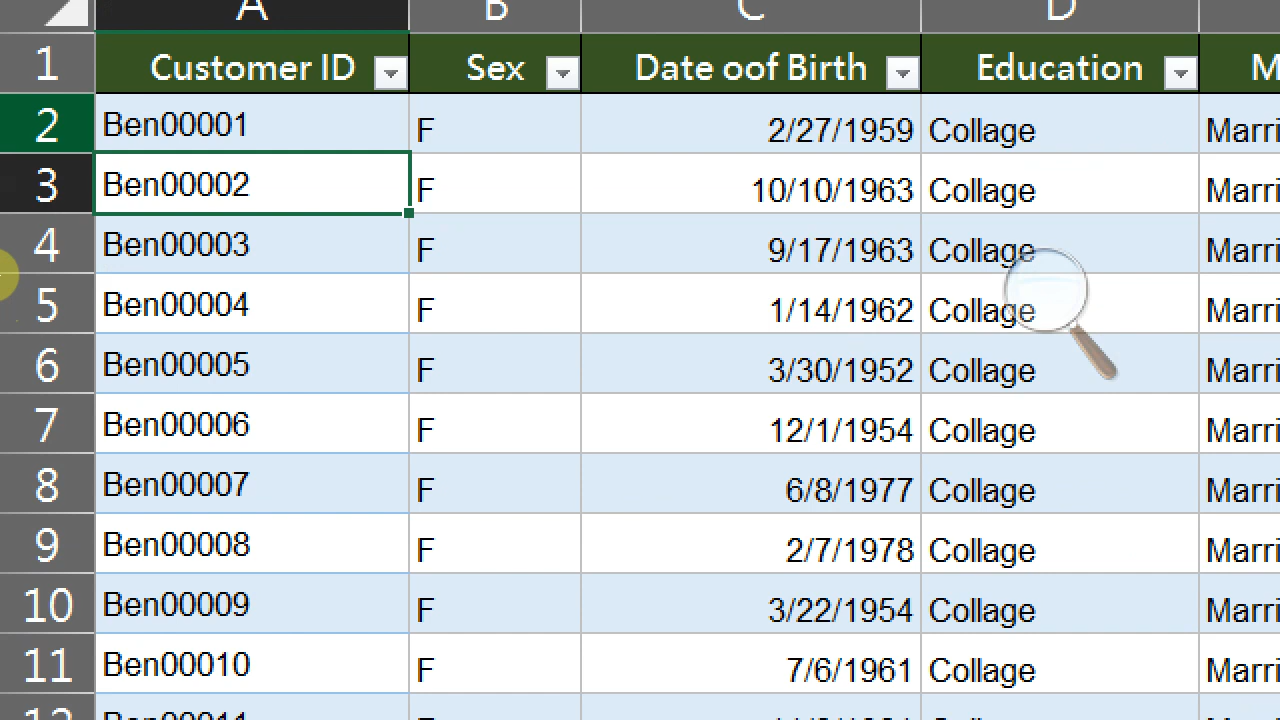 A B C D
1 Customer ID Sex Date oof Birth Education M
2 Ben00001 F 2/27/1959 Collage Marri
3 Ben00002 F 10/10/1963 Collage Marri
4 Ben00003 F 9/17/1963 Collage Marri
5 Ben00004 F 1/14/1962 Collage Marri
6 Ben00005 F 3/30/1952 Collage Marri
7 Ben00006 F 12/1/1954 Collage Marri
8 Ben00007 F 6/8/1977 Collage Marri
9 Ben00008 F 2/7/1978 Collage Marri
10 Ben00009 F 3/22/1954 Collage Marri
11 Ben00010 F 7/6/1961 Collage Marri
12 Ben00011